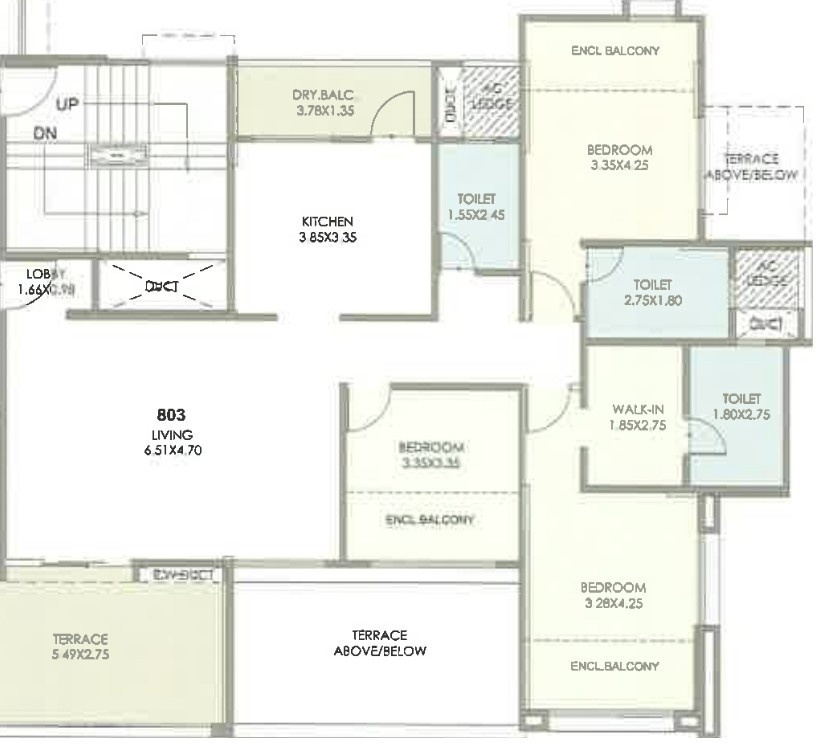 ENCL BALCONY
DRY.BALC
3.78X1.35
DUCT
AC
LEDGE
UP
DN
BEDROOM
3.35X4.25
TERRACE
ABOVE/BELOW
TOILET
1.55X2.45
KITCHEN
3.85X3.35
LOBBY
1.66X0.98
DUCT
TOILET
2.75X1.80
AC
LEDGE
DUCT
803
LIVING
6.51X4.70
WALK-IN
1.85X2.75
TOILET
1.80X2.75
BEDROOM
3.35X3.35
ENCL.BALCONY
BEDROOM
3.28X4.25
TERRACE
5.49X2.75
TERRACE
ABOVE/BELOW
ENCL.BALCONY